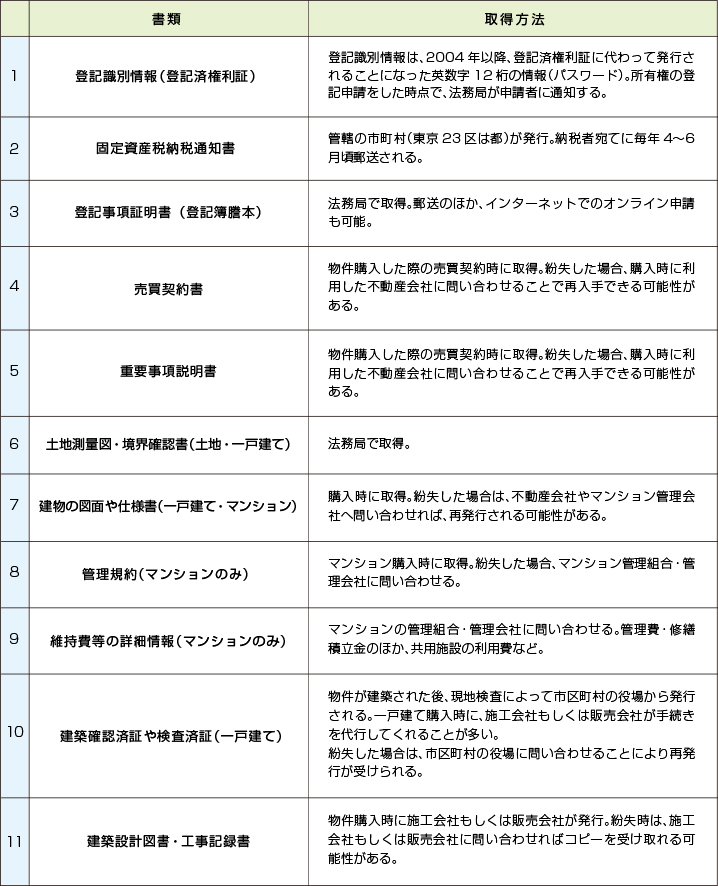 書類
取得方法
1
登記識別情報（登記済権利証）
登記識別情報は、2004年以降、登記済権利証に代わって発行さ
れることになった英数字12桁の情報（パスワード）。所有権の登
記申請をした時点で、法務局が申請者に通知する。
2
固定資産税納税通知書
管轄の市町村（東京23区は都）が発行。納税者宛てに毎年4〜6
月頃郵送される。
3
登記事項証明書（登記簿謄本）
法務局で取得。郵送のほか、インターネットでのオンライン申請
も可能。
4
売買契約書
物件購入した際の売買契約時に取得。紛失した場合、購入時に利
用した不動産会社に問い合わせることで再入手できる可能性が
ある。
5
重要事項説明書
物件購入した際の売買契約時に取得。紛失した場合、購入時に利
用した不動産会社に問い合わせることで再入手できる可能性が
ある。
6
土地測量図・境界確認書（土地・一戸建て）
法務局で取得。
7
建物の図面や仕様書（一戸建て・マンション）
購入時に取得。紛失した場合は、不動産会社やマンション管理会
社へ問い合わせれば、再発行される可能性がある。
8
管理規約（マンションのみ）
マンション購入時に取得。紛失した場合、マンション管理組合・管
理会社に問い合わせる。
9
維持費等の詳細情報（マンションのみ）
マンションの管理組合・管理会社に問い合わせる。管理費・修繕
積立金のほか、共用施設の利用費など。
10
建築確認済証や検査済証（一戸建て）
物件が建築された後、現地検査によって市区町村の役場から発行
される。一戸建て購入時に、施工会社もしくは販売会社が手続き
を代行してくれることが多い。
紛失した場合は、市区町村の役場に問い合わせることにより再発
行が受けられる。
11
建築設計図書・工事記録書
物件購入時に施工会社もしくは販売会社が発行。紛失時は、施工
会社もしくは販売会社に問い合わせればコピーを受け取れる可
能性がある。